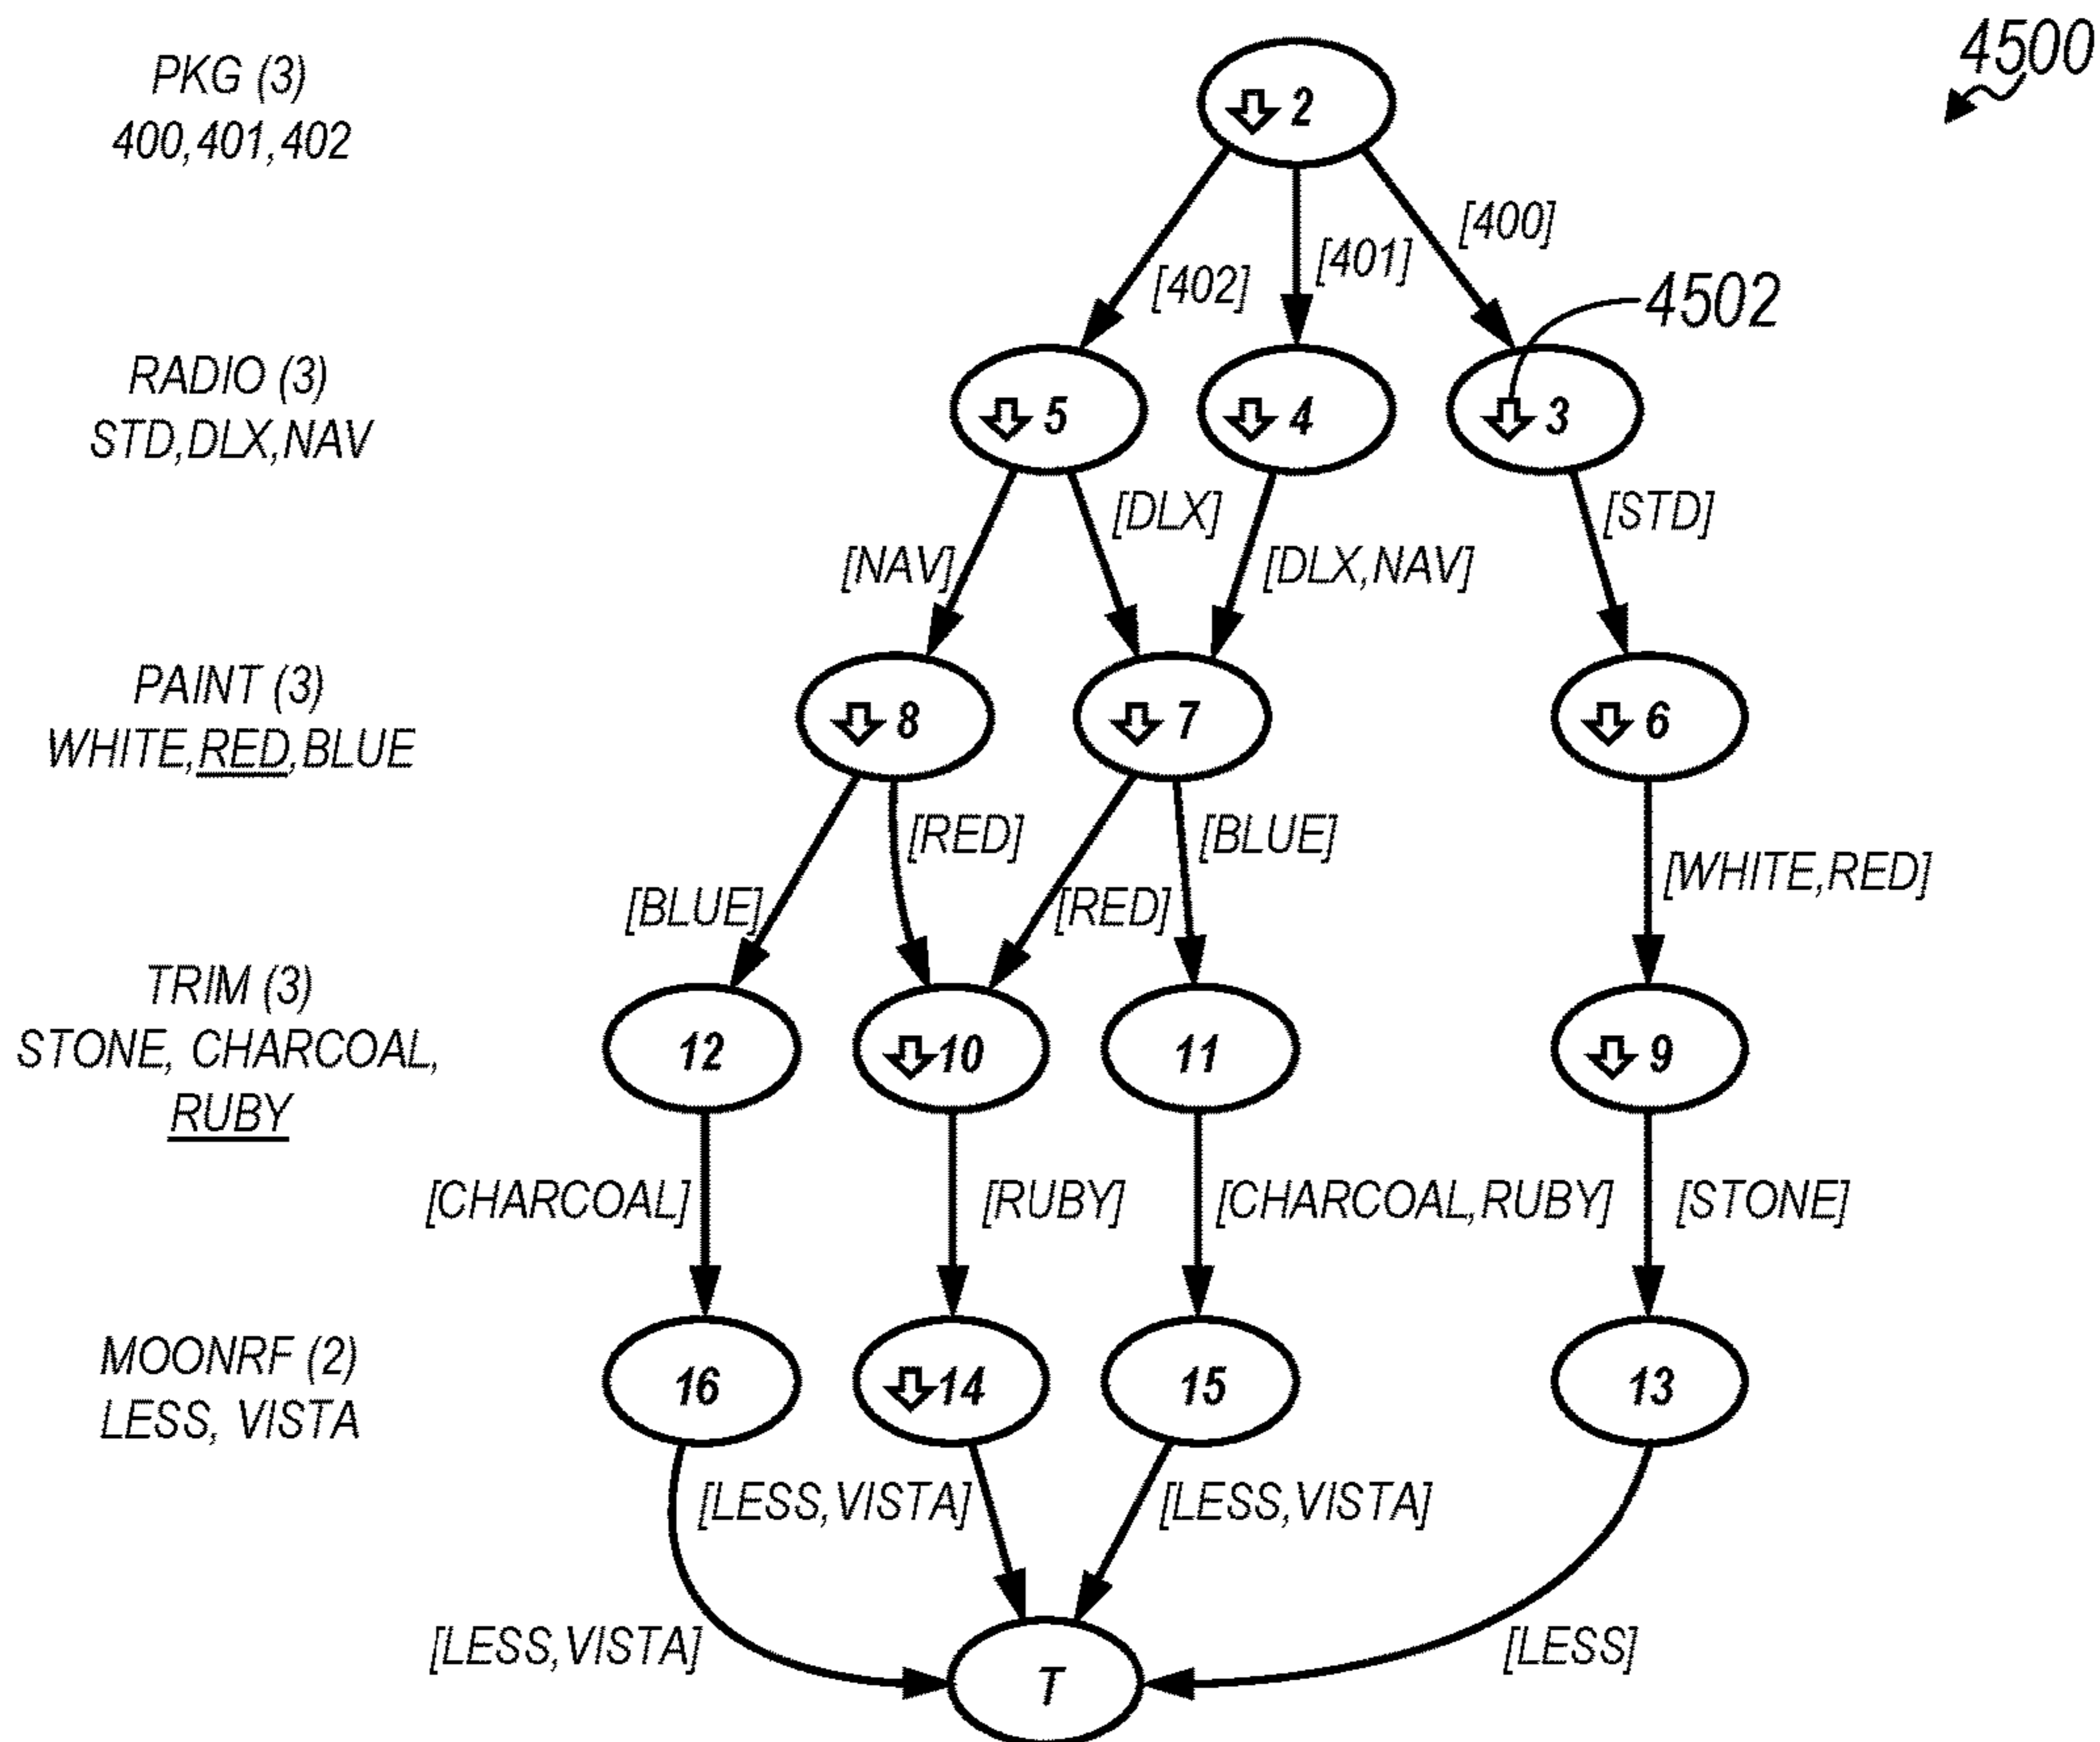 4500
PKG (3)
400,401,402
2
[402]
[401]
[400]
4502
RADIO (3)
STD,DLX,NAV
5
4
3
[NAV]
[DLX]
[DLX,NAV]
[STD]
PAINT (3)
WHITE,RED,BLUE
8
7
6
[BLUE]
[RED]
[RED]
[BLUE]
[WHITE,RED]
TRIM (3)
STONE, CHARCOAL,
RUBY
12
10
11
9
[CHARCOAL]
[RUBY]
[CHARCOAL,RUBY]
[STONE]
MOONRF (2)
LESS, VISTA
16
14
15
13
[LESS,VISTA]
[LESS,VISTA]
[LESS,VISTA]
[LESS]
T